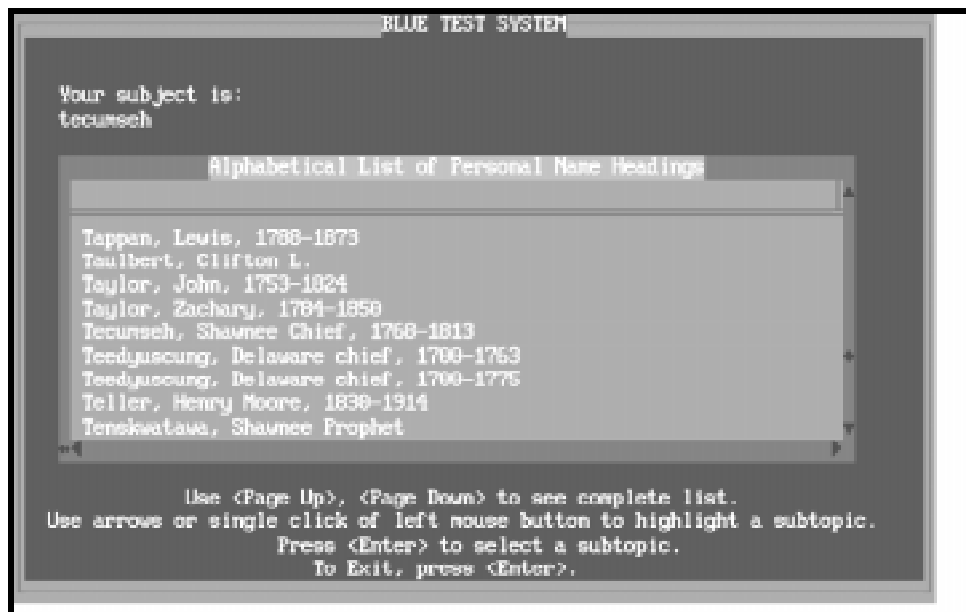 BLUE TEST SYSTEM
Your subject is:
tecumseh
Alphabetical List of Personal Name Headings
Tappan, Lewis, 1788-1873
Taulbert, Clifton L.
Taylor, John, 1753-1824
Taylor, Zachary, 1784-1850
Tecumseh, Shawnee Chief, 1768-1813
Teedyuscung, Delaware chief, 1700-1763
Teedyuscung, Delaware chief, 1700-1775
Teller, Henry Moore, 1830-1914
Tenskwatawa, Shawnee Prophet
Use <Page Up>, <Page Down> to see complete list.
Use arrows or single click of left mouse button to highlight a subtopic.
Press <Enter> to select a subtopic.
To Exit, press <Enter>.